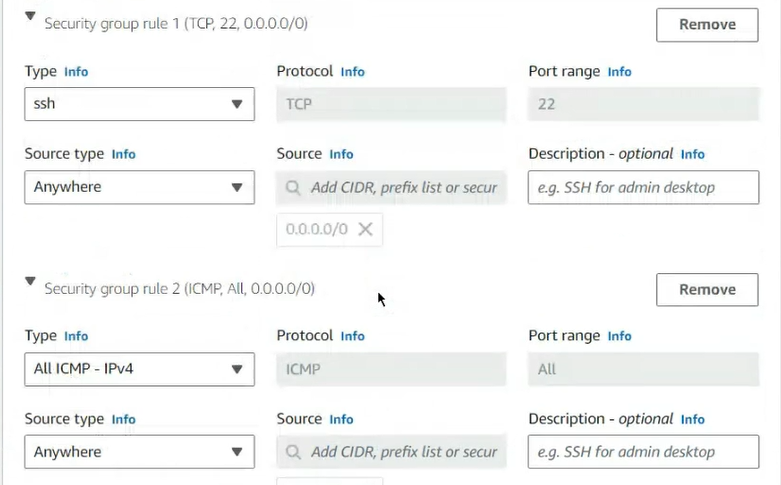 Security group rule 1 (TCP, 22, 0.0.0.0/0) Remove
Type Info Protocol Info Port range Info
ssh TCP 22
Source type Info Source Info Description - optional Info
Anywhere Add CIDR, prefix list or secur e.g. SSH for admin desktop
0.0.0.0/0
Security group rule 2 (ICMP, All, 0.0.0.0/0) Remove
Type Info Protocol Info Port range Info
All ICMP - IPv4 ICMP All
Source type Info Source Info Description - optional Info
Anywhere Add CIDR, prefix list or secur e.g. SSH for admin desktop